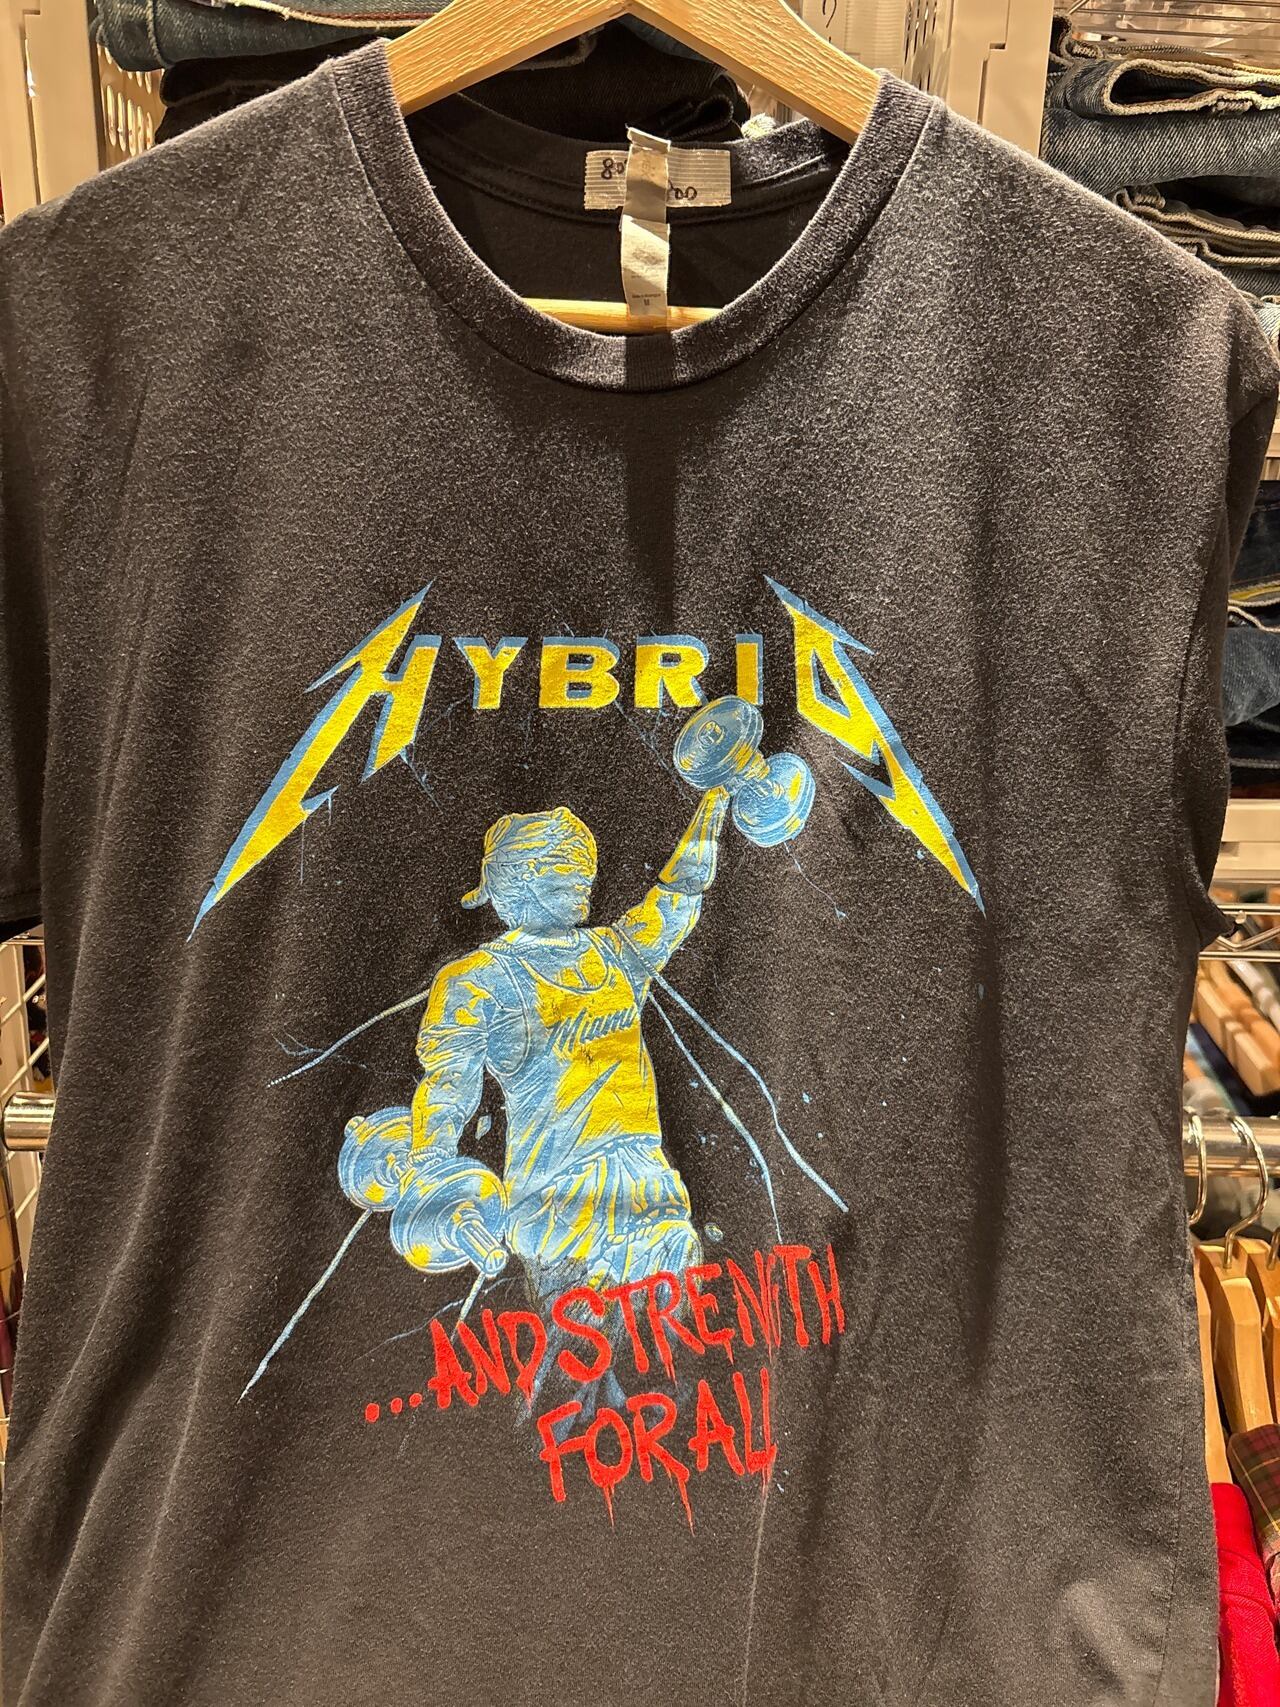 M
HYBRID
Miami
...AND STRENGTH
FOR ALL